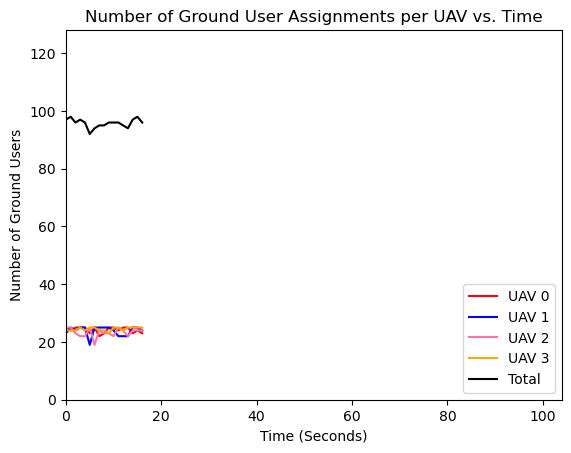 Number of Ground User Assignments per UAV vs. Time
Number of Ground Users
120
100
80
60
40
20
0
0 20 40 60 80 100
Time (Seconds)
UAV 0
UAV 1
UAV 2
UAV 3
Total